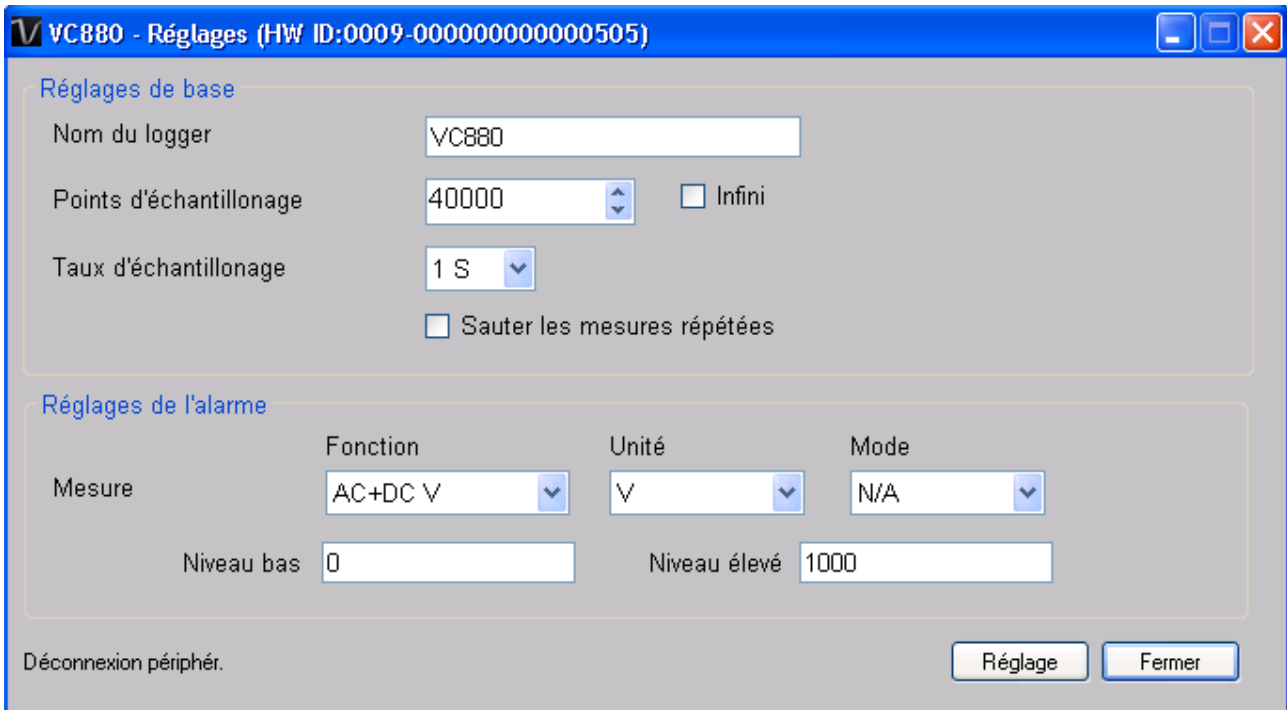 VC880 - Réglages (HW ID:0009-000000000000505)
Réglages de base
Nom du logger VC880
Points d'échantillonage 40000 Infini
Taux d'échantillonage 1 S
Sauter les mesures répétées
Réglages de l'alarme
Fonction Unité Mode
Mesure AC+DC V V N/A
Niveau bas 0 Niveau élevé 1000
Déconnexion périphér. Réglage Fermer